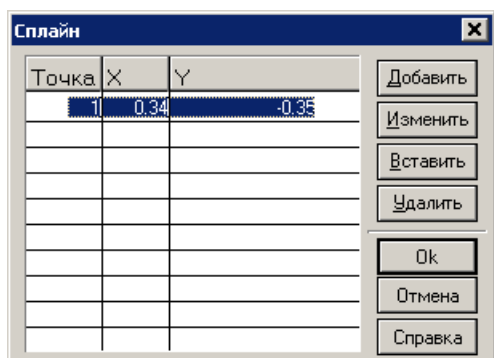 Сплайн
Точка X Y
1 0.34 -0.35
Добавить
Изменить
Вставить
Удалить
Ok
Отмена
Справка